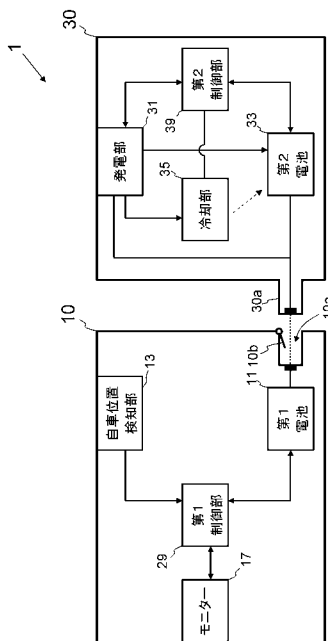 1
30
31
発電部
39
第2
制御部
35
冷却部
33
第2
電池
30a
10
10b
13
自車位置
検知部
11
第1
電池
29
第1
制御部
17
モニター